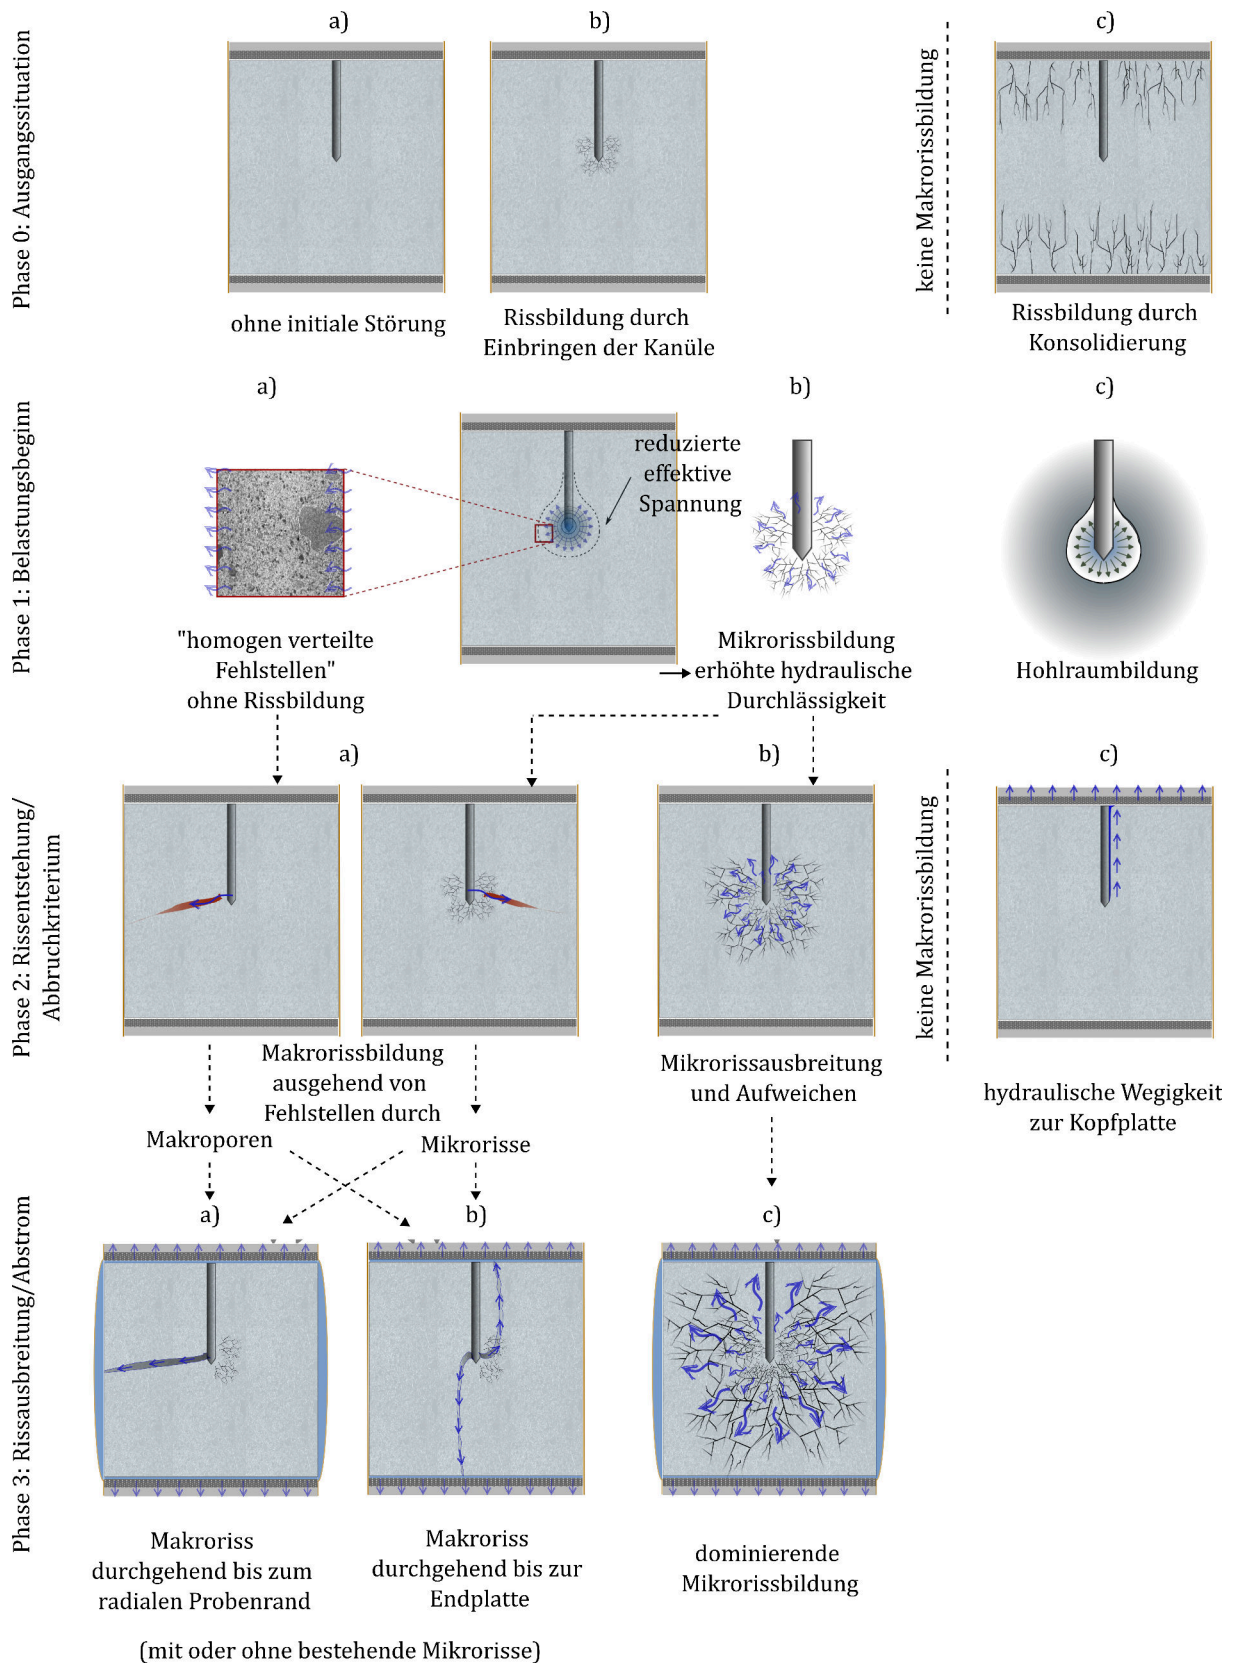 Phase 0: Ausgangssituation
a)
b)
c)
keine Makrorissbildung
ohne initiale Störung
Rissbildung durch
Einbringen der Kanüle
Rissbildung durch
Konsolidierung
Phase 1: Belastungsbeginn
a)
b)
c)
reduzierte
effektive
Spannung
"homogen verteilte
Fehlstellen"
ohne Rissbildung
Mikrorissbildung
erhöhte hydraulische
Durchlässigkeit
Hohlraumbildung
Phase 2: Rissentstehung/
Abbruchkriterium
a)
b)
c)
keine Makrorissbildung
Makrorissbildung
ausgehend von
Fehlstellen durch
Makroporen
Mikrorisse
Mikrorissausbreitung
und Aufweichen
hydraulische Wegigkeit
zur Kopfplatte
Phase 3: Rissausbreitung/Abstrom
a)
b)
c)
Makroriss
durchgehend bis zum
radialen Probenrand
Makroriss
durchgehend bis zur
Endplatte
dominierende
Mikrorissbildung
(mit oder ohne bestehende Mikrorisse)